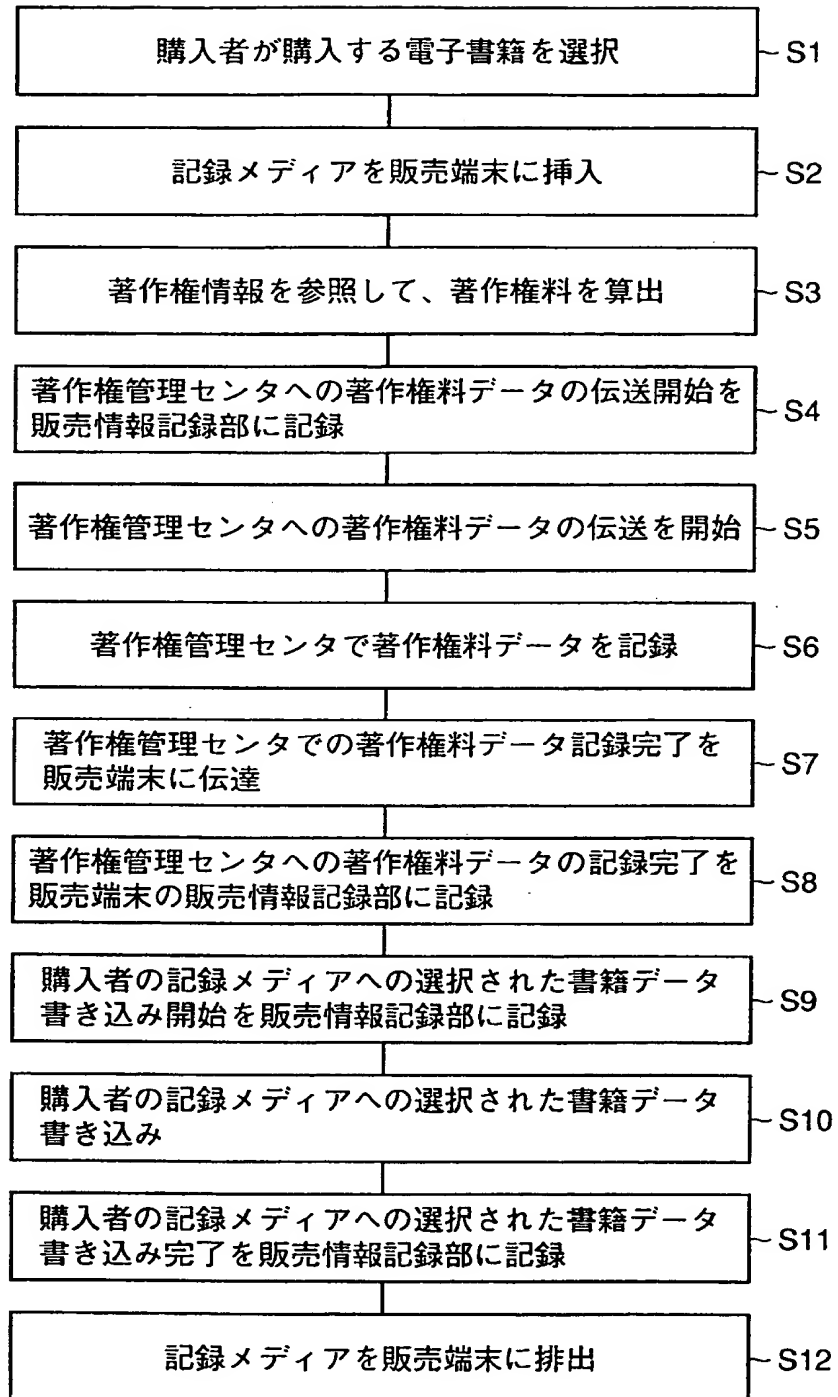 購入者が購入する電子書籍を選択 ~S1
記録メディアを販売端末に挿入 ~S2
著作権情報を参照して、著作権料を算出 ~S3
著作権管理センタへの著作権料データの伝送開始を
販売情報記録部に記録 ~S4
著作権管理センタへの著作権料データの伝送を開始 ~S5
著作権管理センタで著作権料データを記録 ~S6
著作権管理センタでの著作権料データ記録完了を
販売端末に伝達 ~S7
著作権管理センタへの著作権料データの記録完了を
販売端末の販売情報記録部に記録 ~S8
購入者の記録メディアへの選択された書籍データ
書き込み開始を販売情報記録部に記録 ~S9
購入者の記録メディアへの選択された書籍データ
書き込み ~S10
購入者の記録メディアへの選択された書籍データ
書き込み完了を販売情報記録部に記録 ~S11
記録メディアを販売端末に排出 ~S12